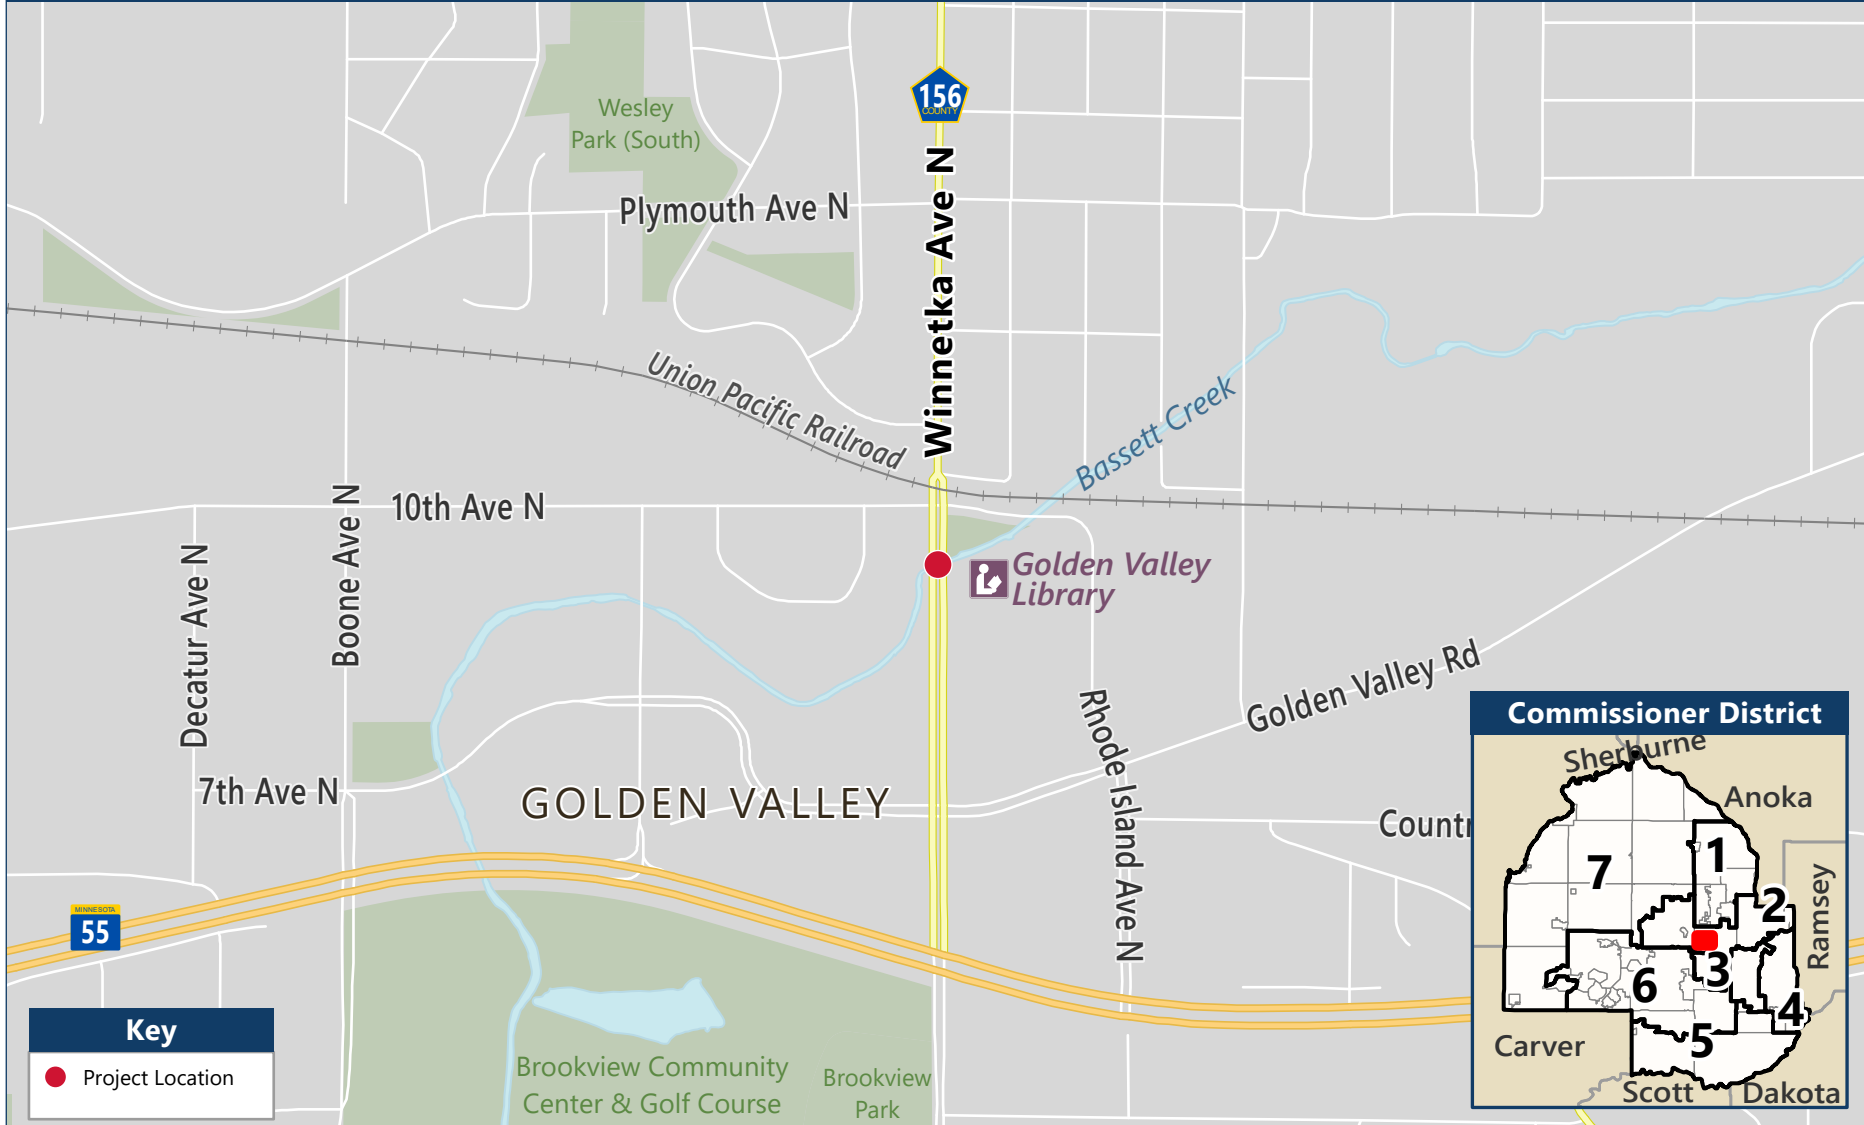 Wesley
Park (South)
156
COUNTY
Winnetka Ave N
Plymouth Ave N
Union Pacific Railroad
Bassett Creek
10th Ave N
Boone Ave N
Decatur Ave N
Golden Valley
Library
Golden Valley Rd
Rhode Island Ave N
7th Ave N
GOLDEN VALLEY
Countr
MINNESOTA
55
Brookview Community
Center & Golf Course
Brookview
Park
Key
Project Location
Commissioner District
Sherburne
Anoka
1
7
2
Ramsey
3
6
4
5
Carver
Scott
Dakota